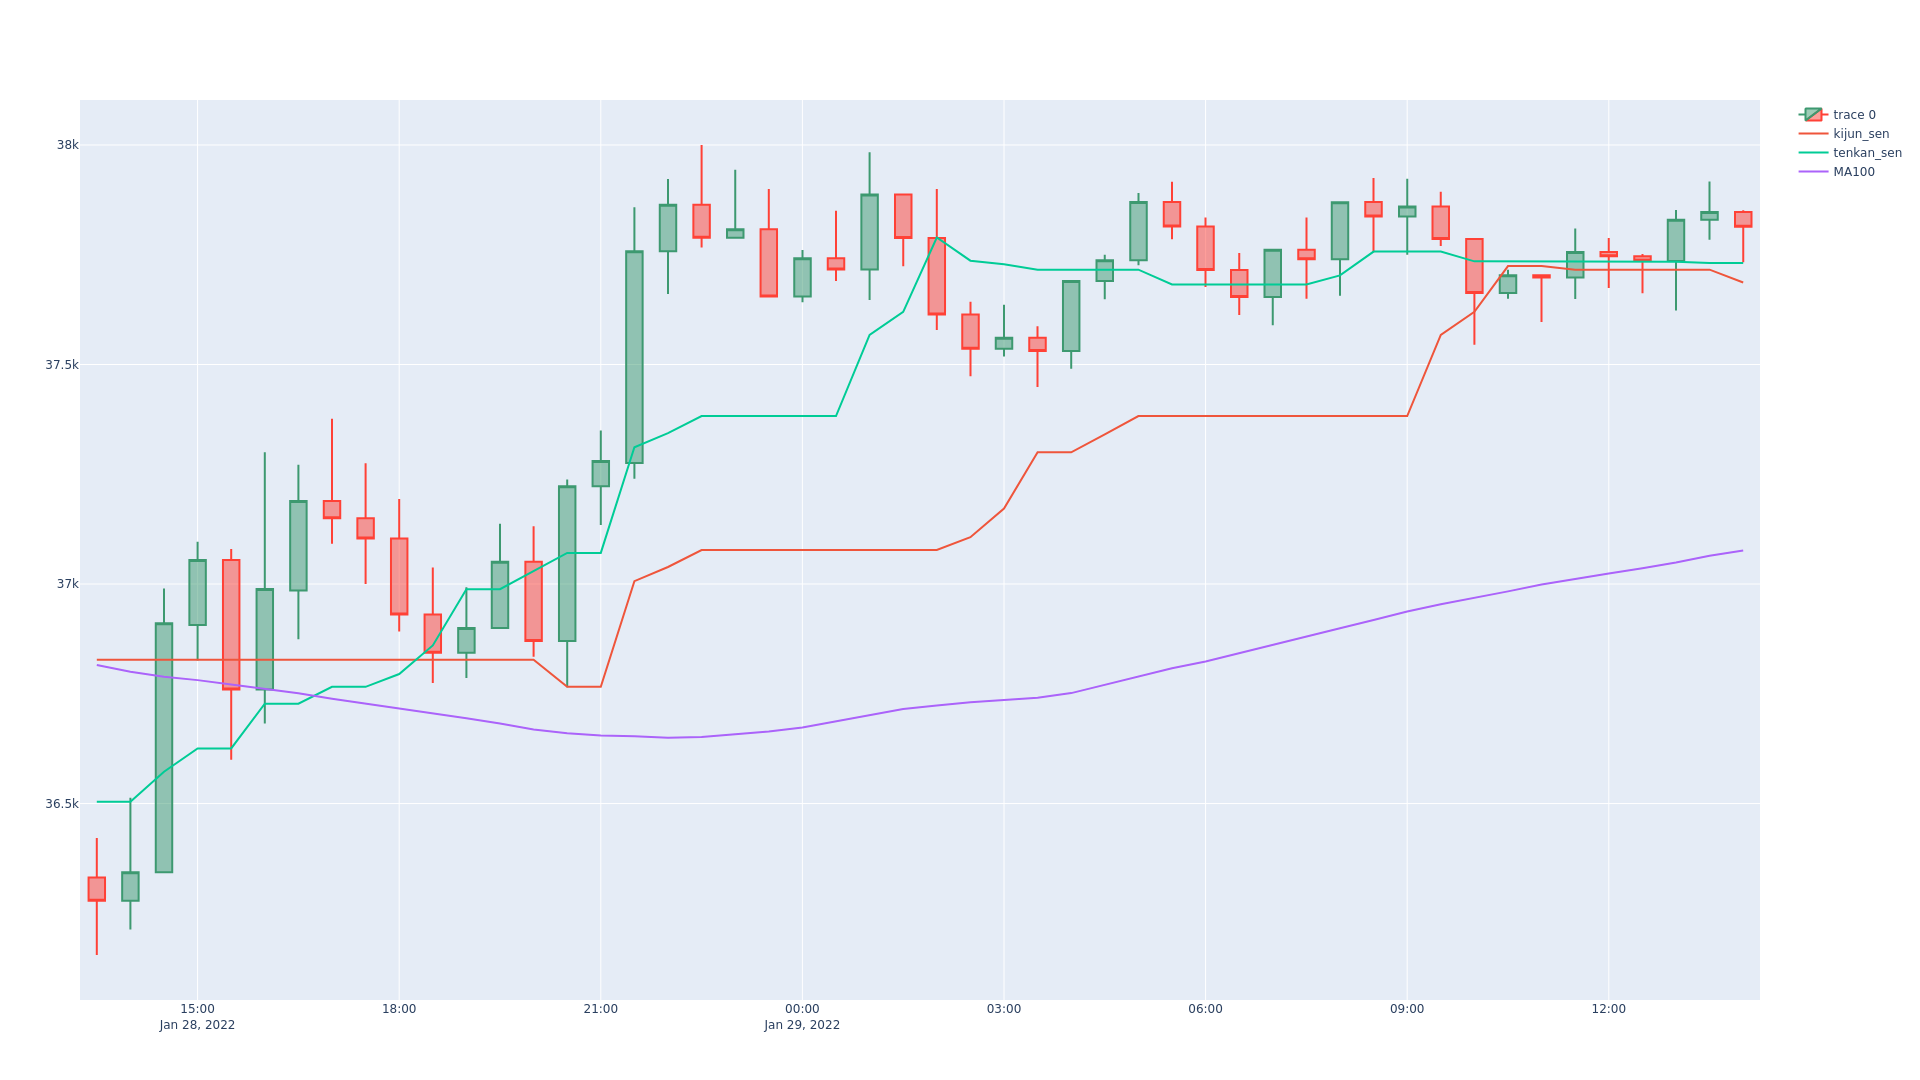 trace 0
kijun_sen
tenkan_sen
MA100
38k
37.5k
37k
36.5k
15:00 18:00 21:00 00:00 03:00 06:00 09:00 12:00
Jan 28, 2022 Jan 29, 2022